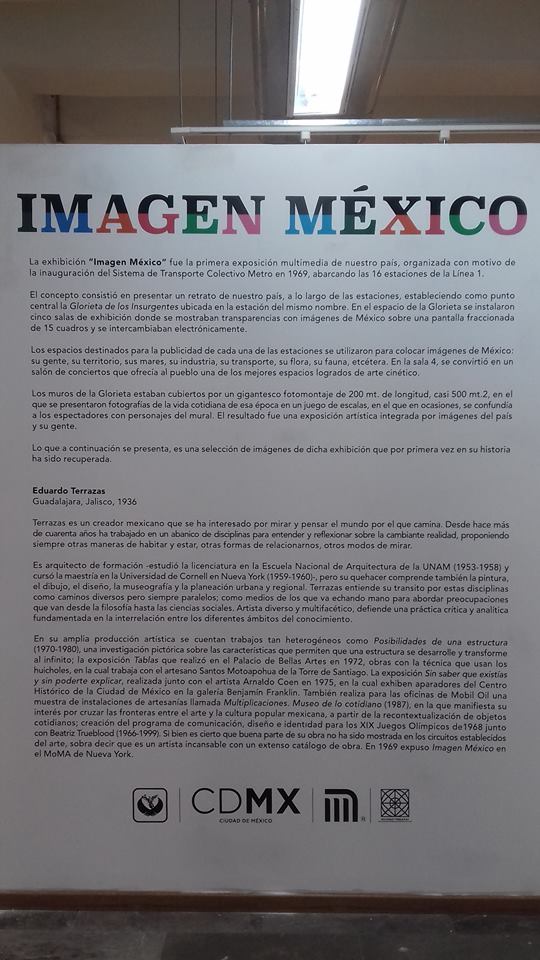 IMAGEN MÉXICO
La exhibición "Imagen México" fue la primera exposición multimedia de nuestro país, organizada con motivo de
la inauguración del Sistema de Transporte Colectivo Metro en 1969, abarcando las 16 estaciones de la Línea 1.
El concepto consistió en presentar un retrato de nuestro país, a lo largo de las estaciones, estableciendo como punto
central la Glorieta de los Insurgentes ubicada en la estación del mismo nombre. En el espacio de la Glorieta se instalaron
cinco salas de exhibición donde se mostraban transparencias con imágenes de México sobre una pantalla fraccionada
de 15 cuadros y se intercambiaban electrónicamente.
Los espacios destinados para la publicidad de cada una de las estaciones se utilizaron para colocar imágenes de México:
su gente, su territorio, sus mares, su industria, su transporte, su flora, su fauna, etcétera. En la sala 4, se convirtió en un
salón de conciertos que ofrecía al pueblo uno de los mejores espacios logrados de arte cinético.
Los muros de la Glorieta estaban cubiertos por un gigantesco fotomontaje de 200 mt. de longitud, casi 500 mt.2, en el
que se presentaron fotografías de la vida cotidiana de esa época en un juego de escalas, en el que en ocasiones, se confundía
a los espectadores con personajes del mural. El resultado fue una exposición artística integrada por imágenes del país
y su gente.
Lo que a continuación se presenta, es una selección de imágenes de dicha exhibición que por primera vez en su historia
ha sido recuperada.
Eduardo Terrazas
Guadalajara, Jalisco, 1936
Terrazas es un creador mexicano que se ha interesado por mirar y pensar el mundo por el que camina. Desde hace más
de cuarenta años ha trabajado en un abanico de disciplinas para entender y reflexionar sobre la cambiante realidad, proponiendo
siempre otras maneras de habitar y estar, otras formas de relacionarnos, otros modos de mirar.
Es arquitecto de formación -estudió la licenciatura en la Escuela Nacional de Arquitectura de la UNAM (1953-1958) y
cursó la maestría en la Universidad de Cornell en Nueva York (1959-1960)-, pero su quehacer comprende también la pintura,
el dibujo, el diseño, la museografía y la planeación urbana y regional. Terrazas entiende su transito por estas disciplinas
como caminos diversos pero siempre paralelos; como medios de los que va echando mano para abordar preocupaciones
que van desde la filosofía hasta las ciencias sociales. Artista diverso y multifacético, defiende una práctica crítica y analítica
fundamentada en la interrelación entre los diferentes ámbitos del conocimiento.
En su amplia producción artística se cuentan trabajos tan heterogéneos como Posibilidades de una estructura
(1970-1980), una investigación pictórica sobre las características que permiten que una estructura se desarrolle y transforme
al infinito; la exposición Tablas que realizó en el Palacio de Bellas Artes en 1972, obras con la técnica que usan los
huicholes, en la cual trabaja con el artesano Santos Motoapohua de la Torre de Santiago. La exposición Sin saber que existías
y sin poderte explicar, realizada junto con el artista Arnaldo Coen en 1975, en la cual exhiben aparadores del Centro
Histórico de la Ciudad de México en la galería Benjamín Franklin. También realiza para las oficinas de Mobil Oil una
muestra de instalaciones de artesanías llamada Multiplicaciones. Museo de lo cotidiano (1987), en la que manifiesta su
interés por cruzar las fronteras entre el arte y la cultura popular mexicana, a partir de la recontextualización de objetos
cotidianos; creación del programa de comunicación, diseño e identidad para los XIX Juegos Olímpicos de1968 junto
con Beatriz Trueblood (1966-1999). Si bien es cierto que buena parte de su obra no ha sido mostrada en los circuitos establecidos
del arte, sobra decir que es un artista incansable con un extenso catálogo de obra. En 1969 expuso Imagen México en
el MoMA de Nueva York.
CDMX
CIUDAD DE MÉXICO